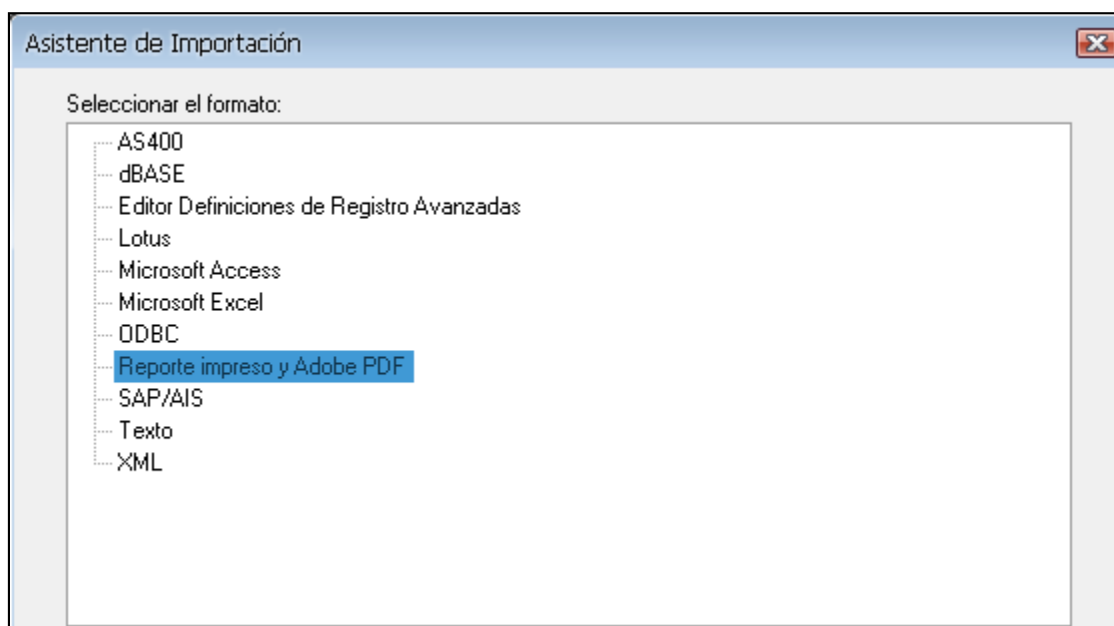 Asistente de Importación
Seleccionar el formato:
AS400
dBASE
Editor Definiciones de Registro Avanzadas
Lotus
Microsoft Access
Microsoft Excel
ODBC
Reporte impreso y Adobe PDF
SAP/AIS
Texto
XML